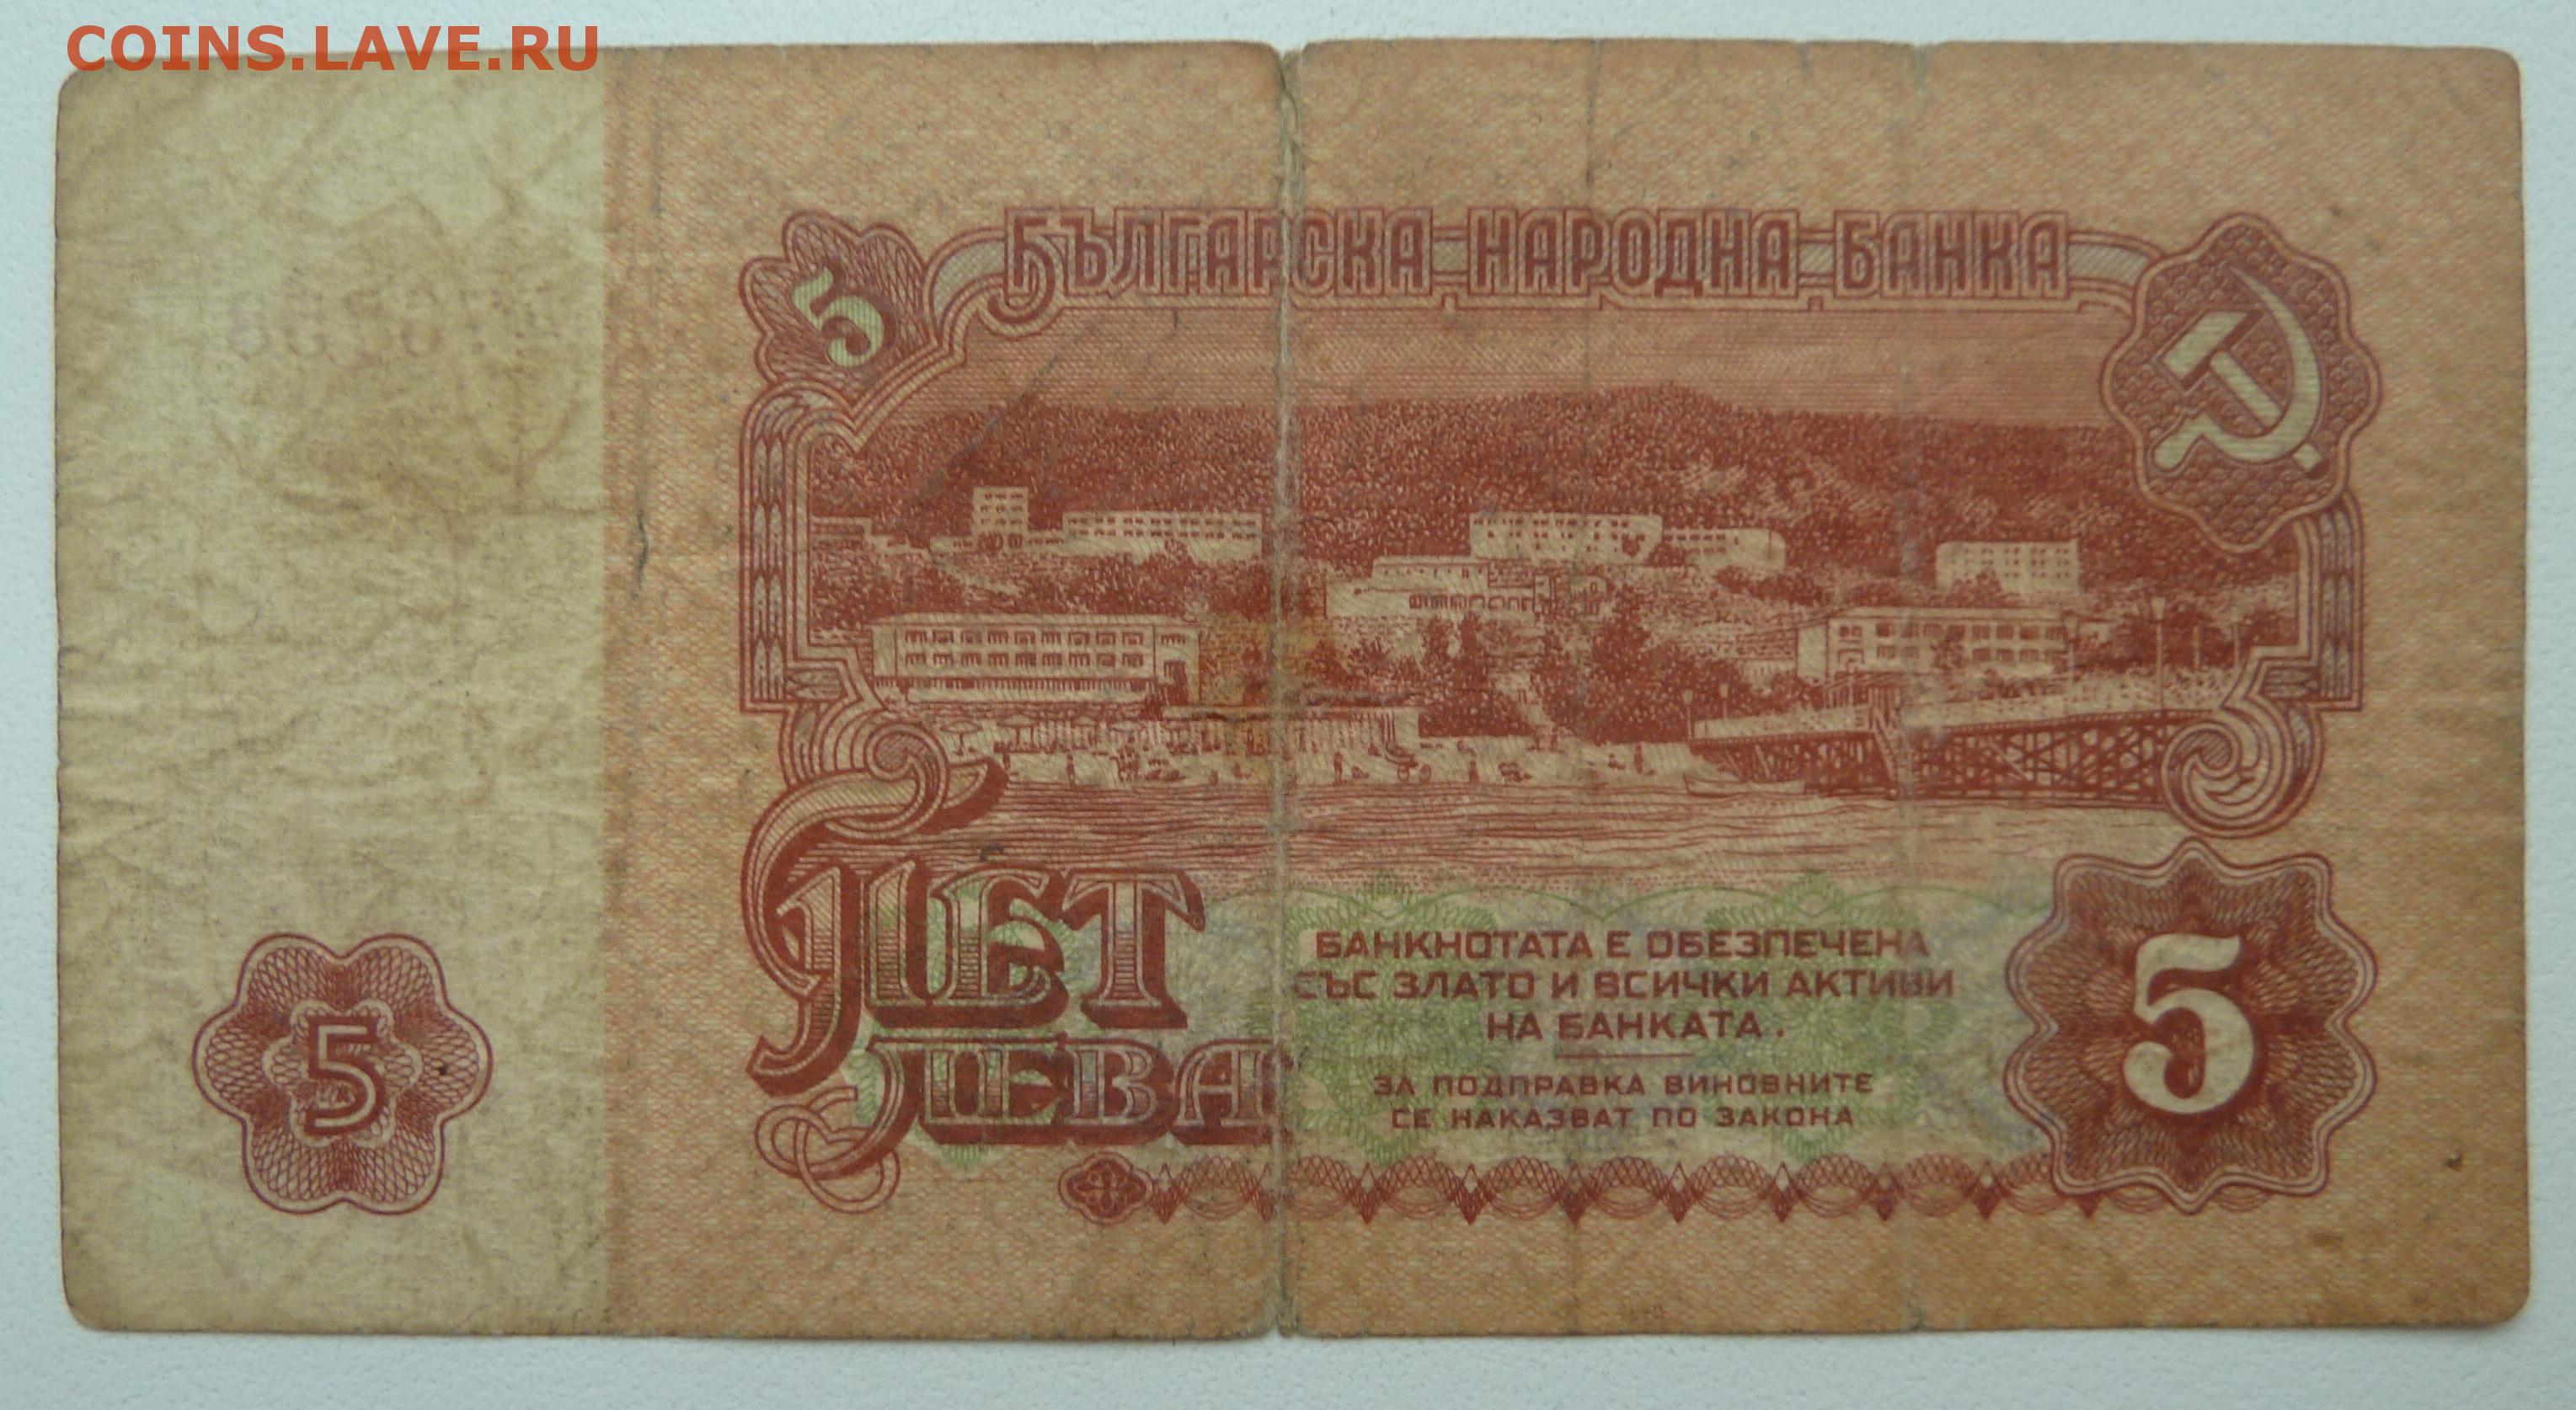 COINS.LAVE.RU
БЪЛГАРСКА НАРОДНА БАНКА
5
ПЕТ
ЛЕВА
БАНКНОТАТА Е ОБЕЗПЕЧЕНА
СЪС ЗЛАТО И ВСИЧКИ АКТИВИ
НА БАНКАТА.
ЗА ПОДПРАВКА ВИНОВНИТЕ
СЕ НАКАЗВАТ ПО ЗАКОНА
5
5